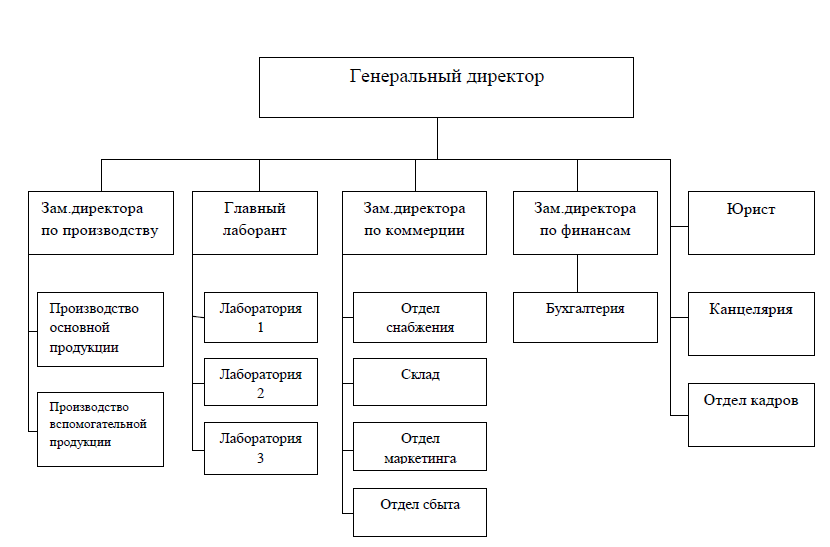 Генеральный директор
Зам.директора
по производству
Главный
лаборант
Зам.директора
по коммерции
Зам.директора
по финансам
Юрист
Производство
основной
продукции
Производство
вспомогательной
продукции
Лаборатория
1
Лаборатория
2
Лаборатория
3
Отдел
снабжения
Склад
Отдел
маркетинга
Отдел сбыта
Бухгалтерия
Канцелярия
Отдел кадров